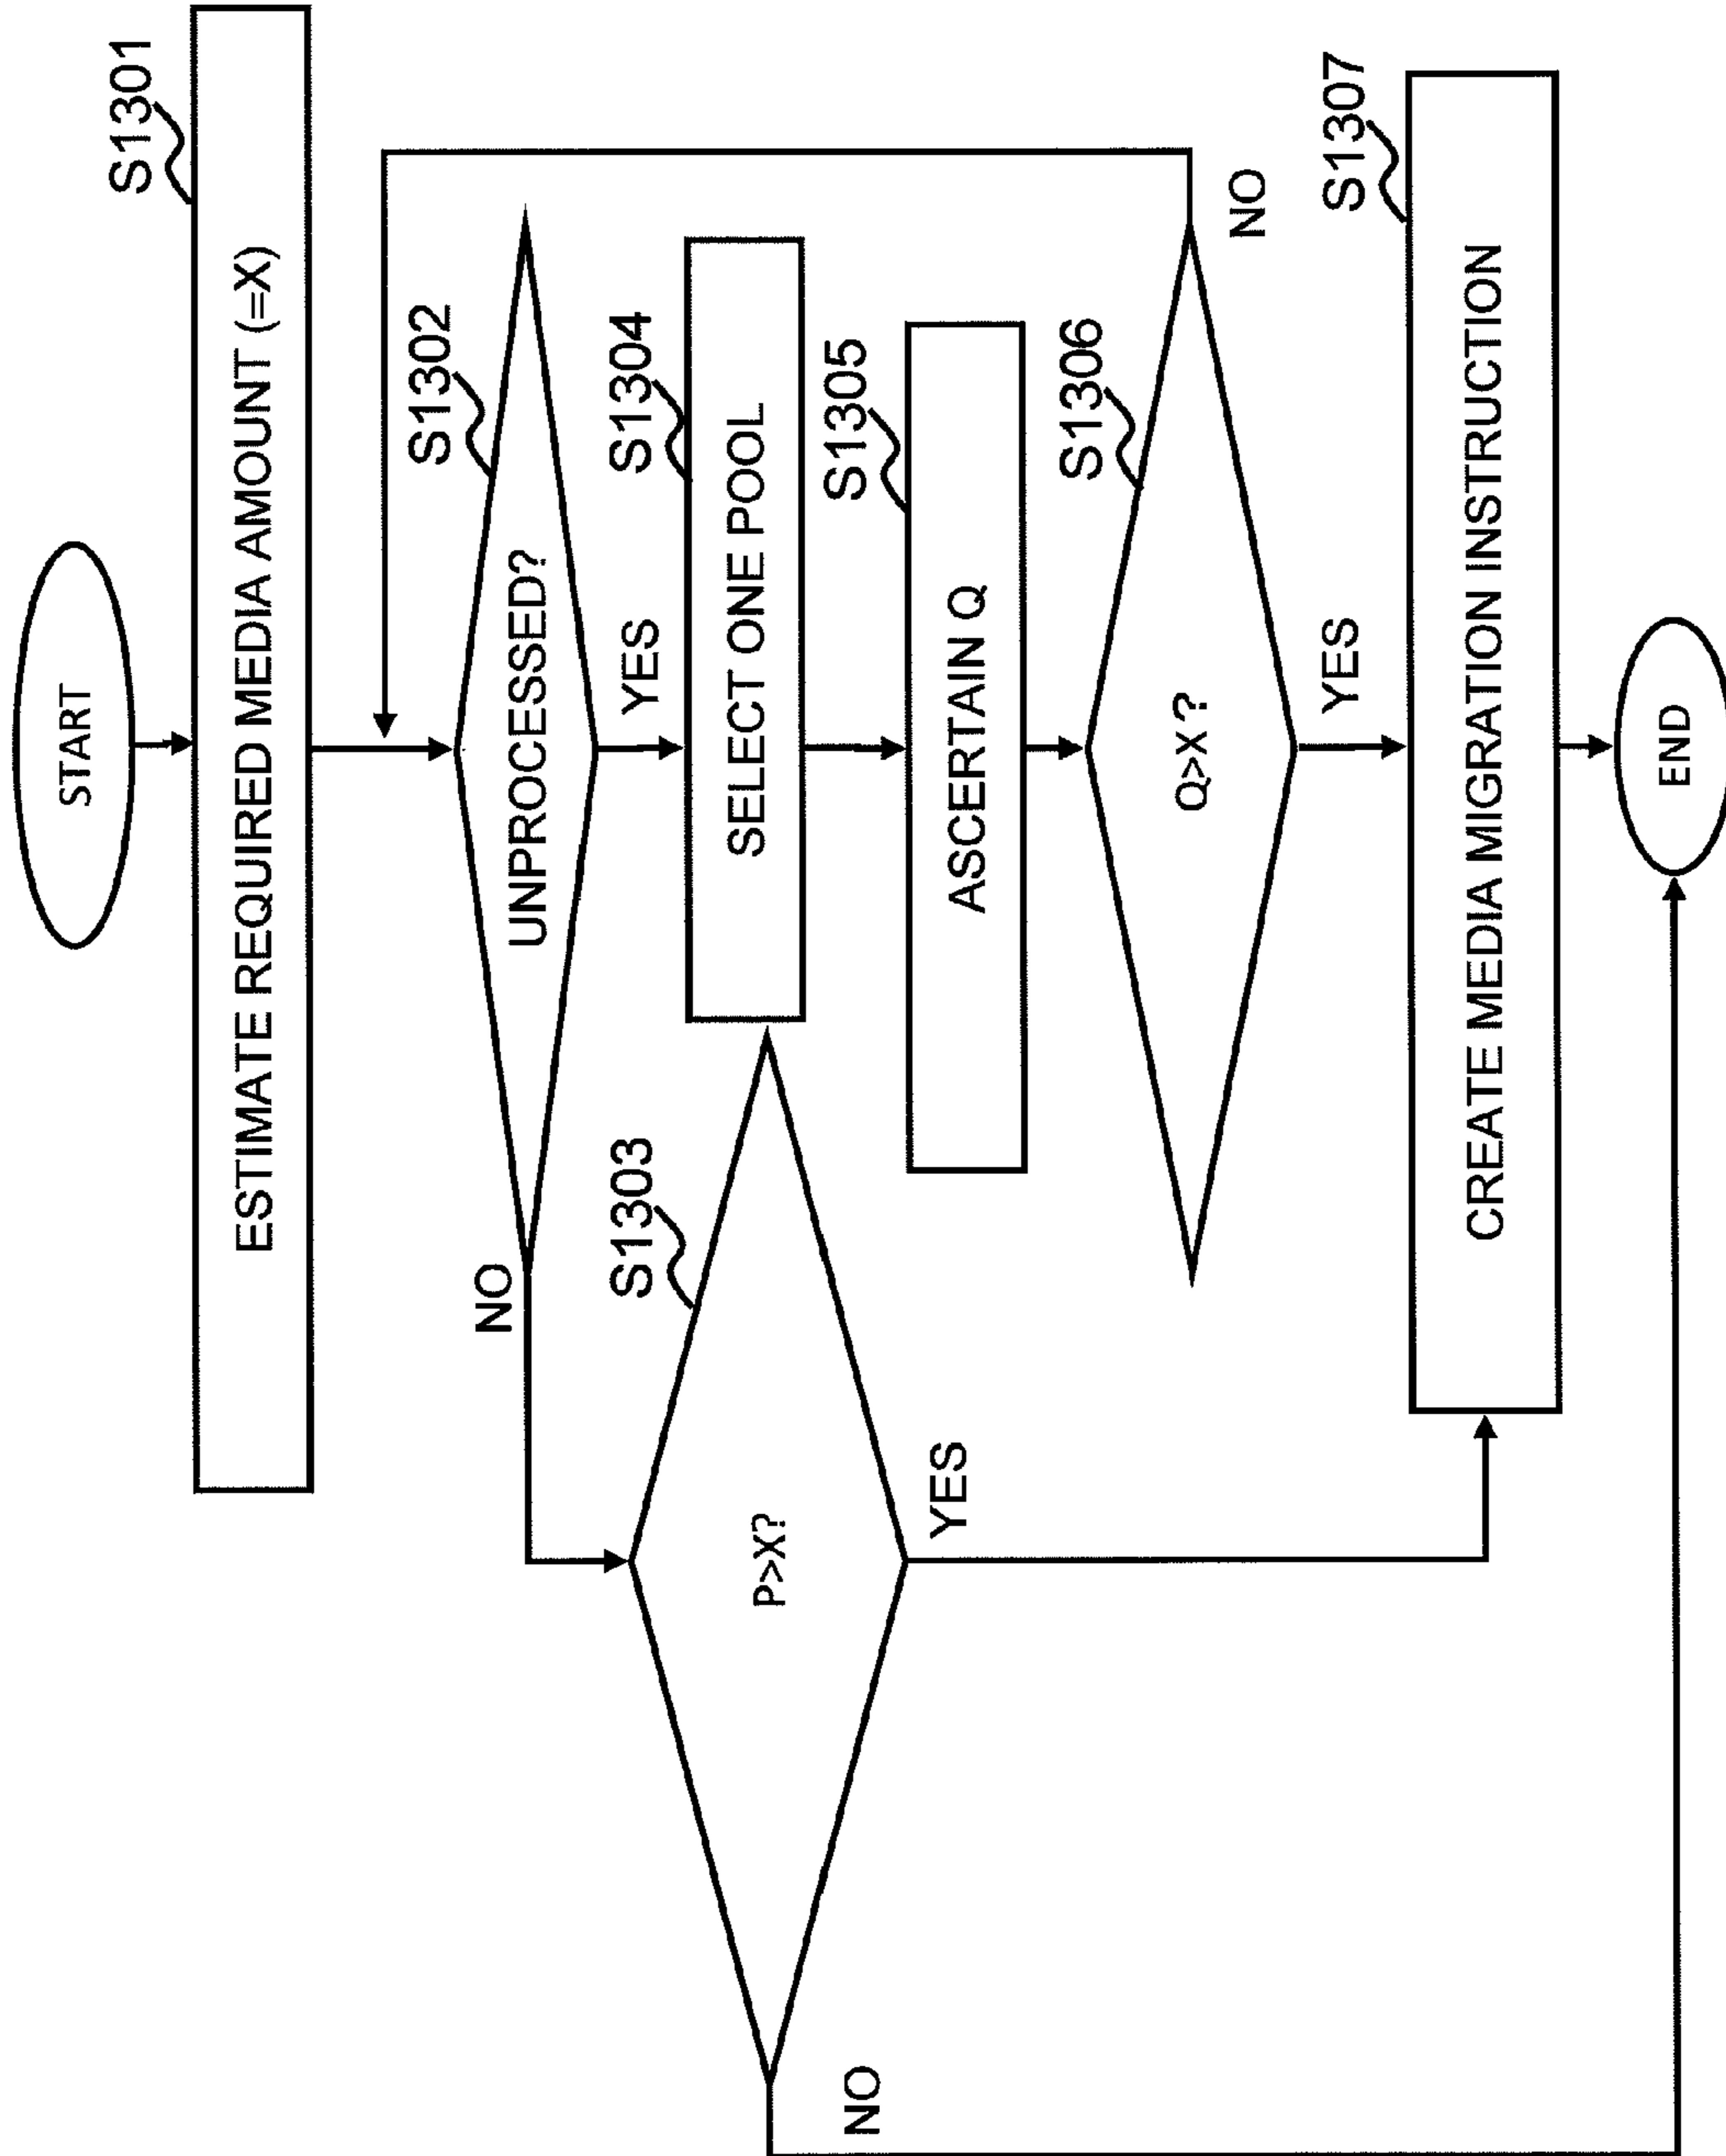 START
S1301
ESTIMATE REQUIRED MEDIA AMOUNT (=X)
S1302
UNPROCESSED?
NO
YES
S1303
S1304
SELECT ONE POOL
P>X?
S1305
ASCERTAIN Q
YES
NO
S1306
Q>X?
NO
YES
S1307
CREATE MEDIA MIGRATION INSTRUCTION
END